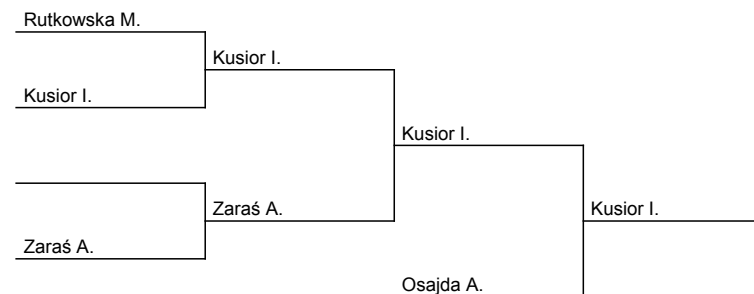 Rutkowska M.
Kusior I.
Kusior I.
Kusior I.
Zaraś A.
Kusior I.
Zaraś A.
Osajda A.